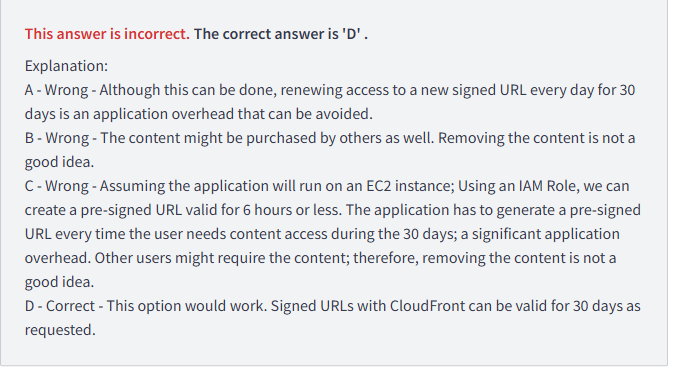 This answer is incorrect. The correct answer is 'D' .
Explanation:
A - Wrong - Although this can be done, renewing access to a new signed URL every day for 30
days is an application overhead that can be avoided.
B - Wrong - The content might be purchased by others as well. Removing the content is not a
good idea.
C - Wrong - Assuming the application will run on an EC2 instance; Using an IAM Role, we can
create a pre-signed URL valid for 6 hours or less. The application has to generate a pre-signed
URL every time the user needs content access during the 30 days; a significant application
overhead. Other users might require the content; therefore, removing the content is not a
good idea.
D - Correct - This option would work. Signed URLs with CloudFront can be valid for 30 days as
requested.